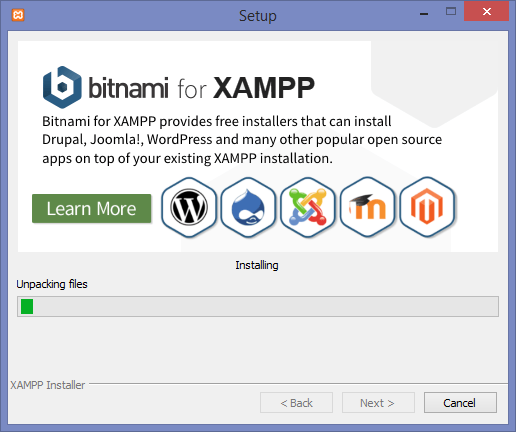 Setup
bitnami for XAMPP
Bitnami for XAMPP provides free installers that can install
Drupal, Joomla!, WordPress and many other popular open source
apps on top of your existing XAMPP installation.
Learn More
Installing
Unpacking files
XAMPP Installer
< Back Next > Cancel